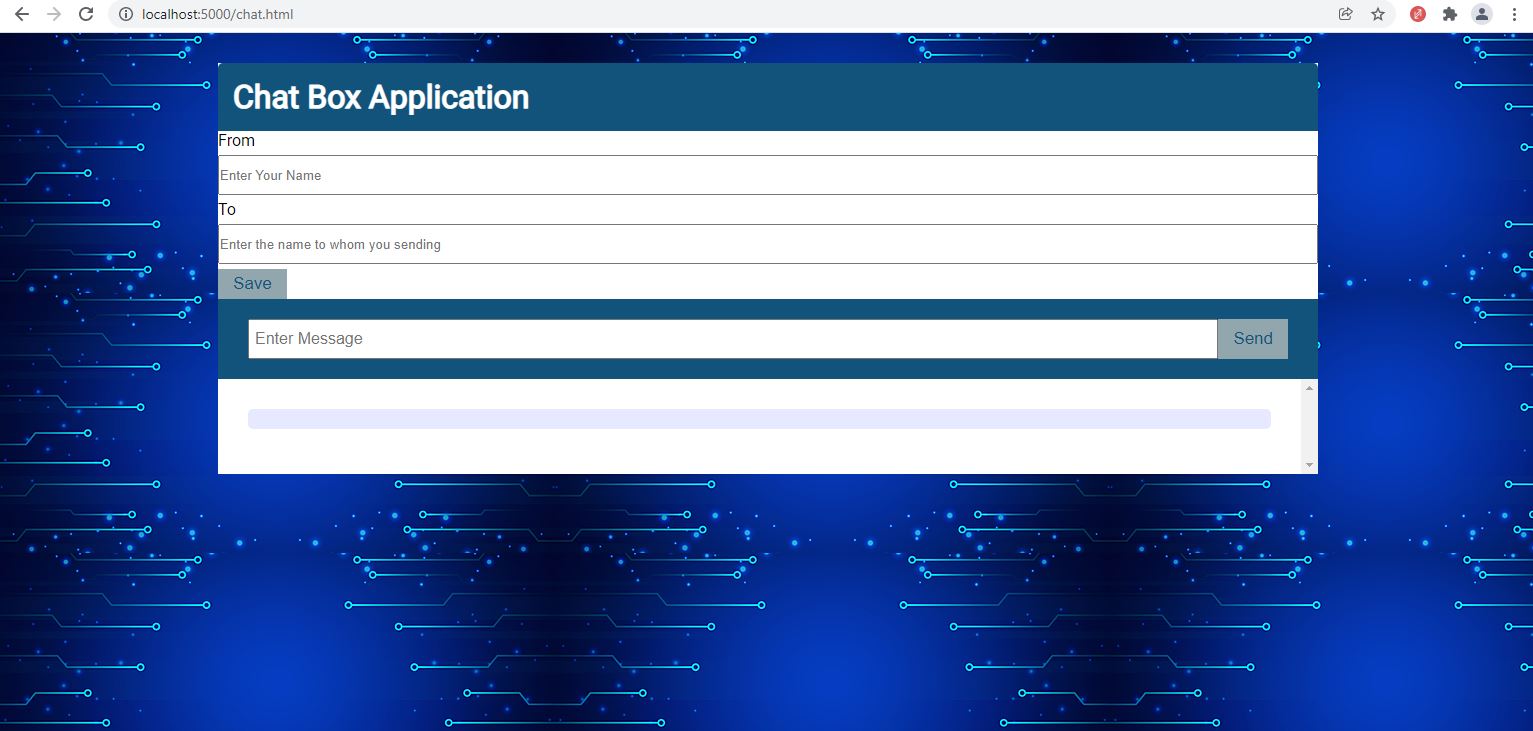 localhost:5000/chat.html
Chat Box Application
From
Enter Your Name
To
Enter the name to whom you sending
Save
Enter Message
Send